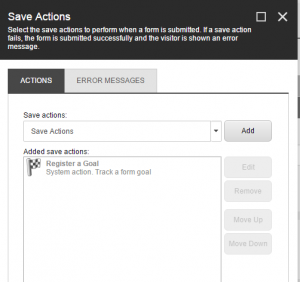 Save Actions
Select the save actions to perform when a form is submitted. If a save action
fails, the form is submitted successfully and the visitor is shown an error
message.
ACTIONS
ERROR MESSAGES
Save actions:
Save Actions
Add
Added save actions:
Register a Goal
System action. Track a form goal
Edit
Remove
Move Up
Move Down